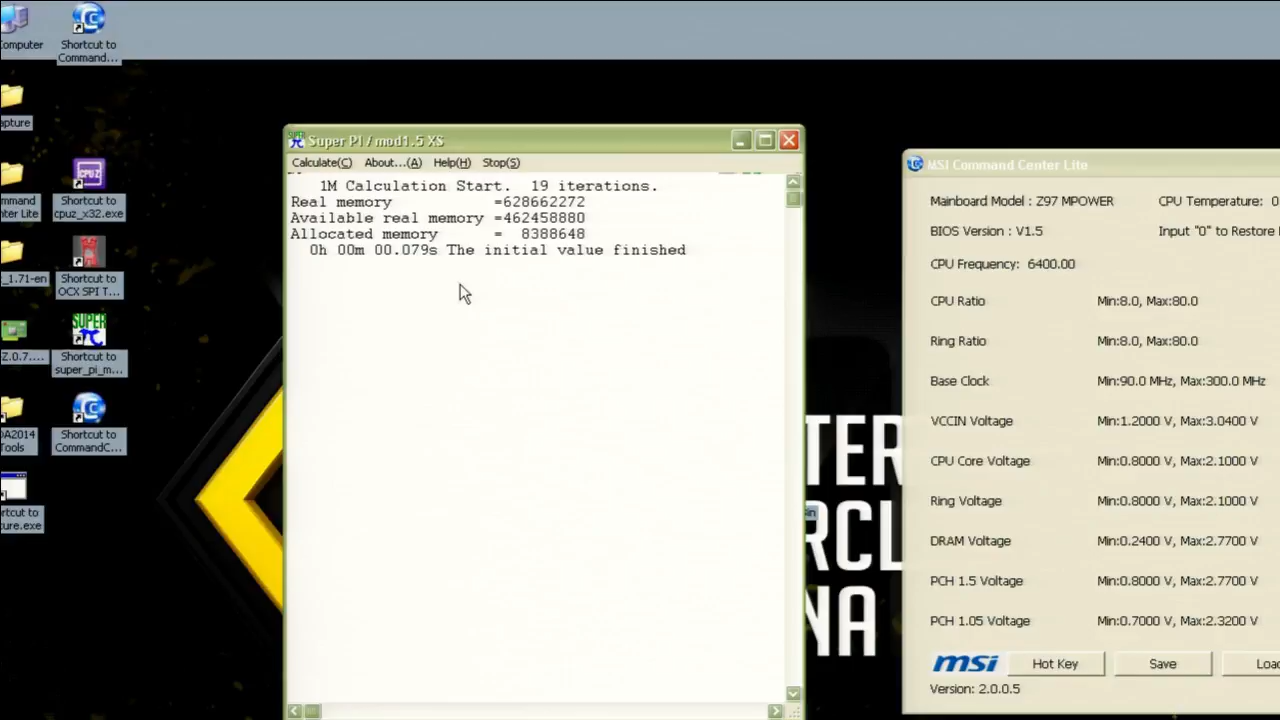 omputer
Shortcut to
Command...
apture
mmand
nter Lite
Shortcut to
cpuz_x32.exe
_1.71-en
Shortcut to
OCX SPI T...
Z.0.7....
SUPER
Shortcut to
super_pi_m...
DA2014
Tools
Shortcut to
CommandC...
rtcut to
ture.exe
Super PI / mod1.5 XS
Calculate(C) About...(A) Help(H) Stop(S)
1M Calculation Start. 19 iterations.
Real memory =628662272
Available real memory =462458880
Allocated memory = 8388648
0h 00m 00.079s The initial value finished
TER
RCL
NA
MSI Command Center Lite
Mainboard Model : Z97 MPOWER CPU Temperature: 0
BIOS Version : V1.5 Input "0" to Restore
CPU Frequency: 6400.00
CPU Ratio Min:8.0, Max:80.0
Ring Ratio Min:8.0, Max:80.0
Base Clock Min:90.0 MHz, Max:300.0 MHz
VCCIN Voltage Min:1.2000 V, Max:3.0400 V
CPU Core Voltage Min:0.8000 V, Max:2.1000 V
Ring Voltage Min:0.8000 V, Max:2.1000 V
DRAM Voltage Min:0.2400 V, Max:2.7700 V
PCH 1.5 Voltage Min:0.8000 V, Max:2.7700 V
PCH 1.05 Voltage Min:0.7000 V, Max:2.3200 V
msi Hot Key Save Loa
Version: 2.0.0.5